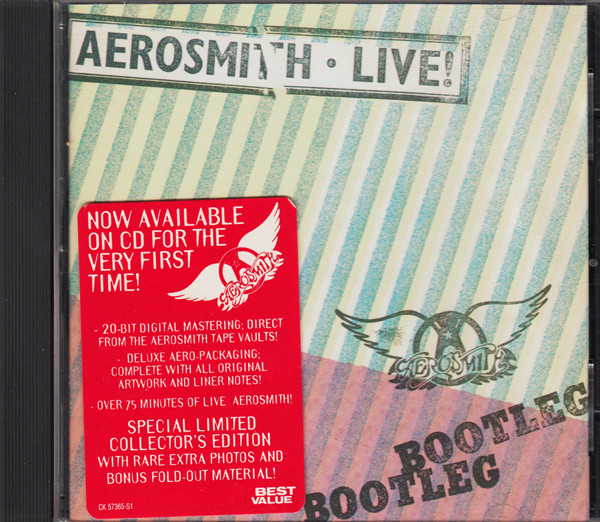 AEROSMITH · LIVE!
NOW AVAILABLE
ON CD FOR THE
VERY FIRST
TIME!
AEROSMITH
- 20-BIT DIGITAL MASTERING: DIRECT
FROM THE AEROSMITH TAPE VAULTS!
- DELUXE AERO-PACKAGING:
COMPLETE WITH ALL ORIGINAL
ARTWORK AND LINER NOTES!
- OVER 75 MINUTES OF LIVE. AEROSMITH!
SPECIAL LIMITED
COLLECTOR'S EDITION
WITH RARE EXTRA PHOTOS AND
BONUS FOLD-OUT MATERIAL!
BEST
VALUE
CK 57365-S1
AEROSMITH
BOOTLEG
BOOTLEG